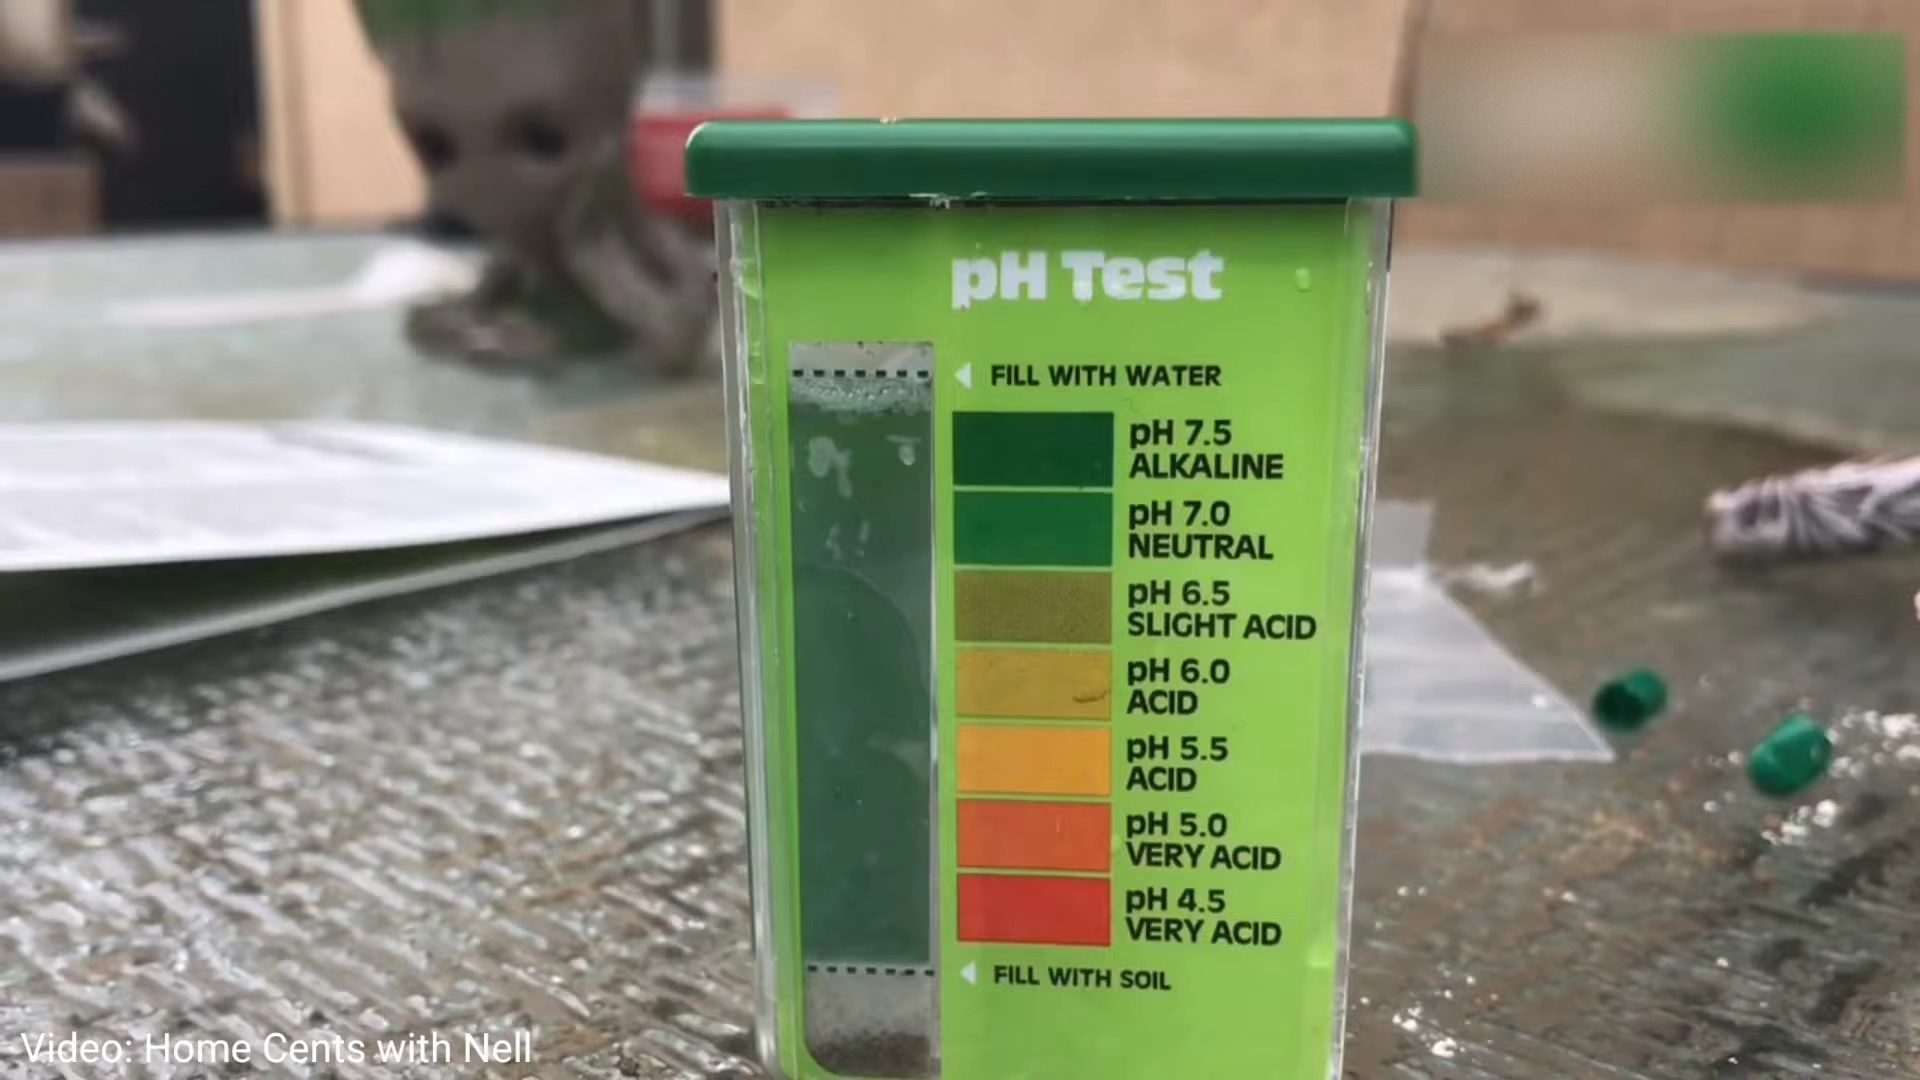 pH Test
FILL WITH WATER
pH 7.5
ALKALINE
pH 7.0
NEUTRAL
pH 6.5
SLIGHT ACID
pH 6.0
ACID
pH 5.5
ACID
pH 5.0
VERY ACID
pH 4.5
VERY ACID
FILL WITH SOIL
Video: Home Cents with Nell